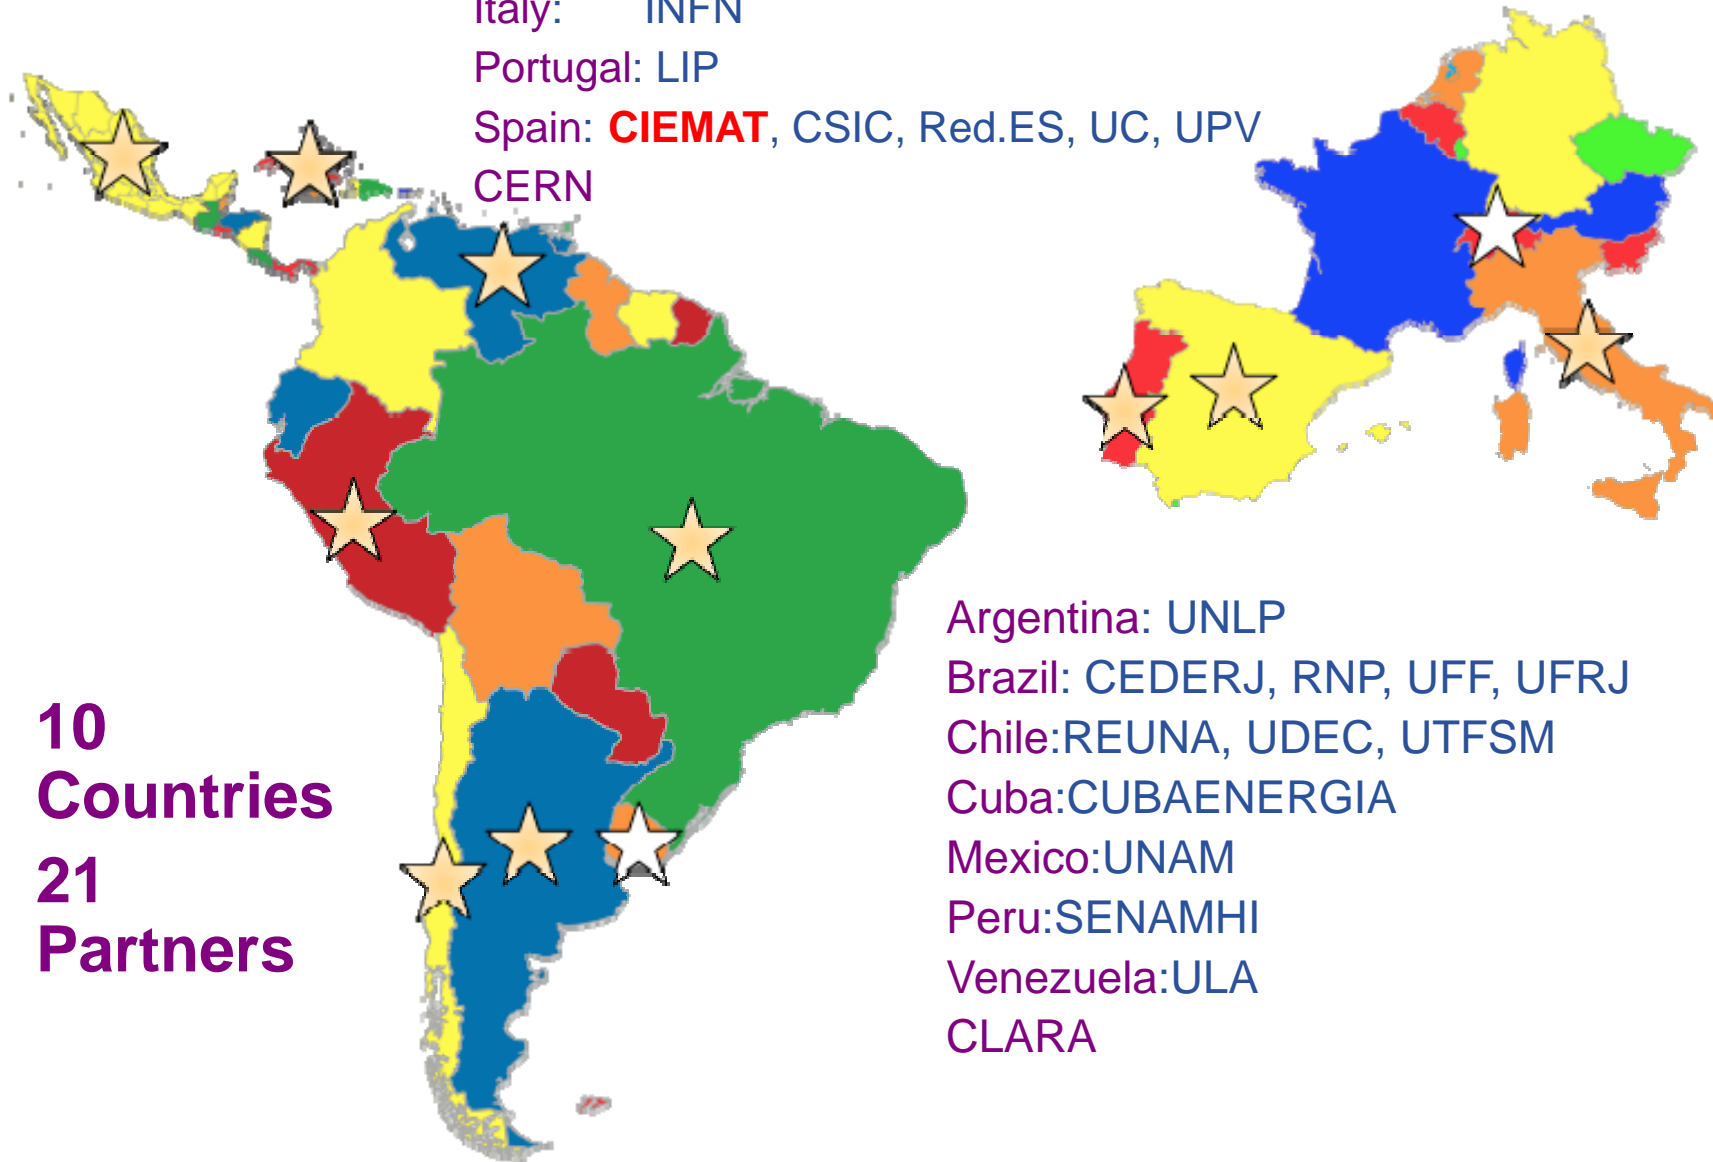 Italy: INFN
Portugal: LIP
Spain: CIEMAT, CSIC, Red.ES, UC, UPV
CERN
10
Countries
21
Partners
Argentina: UNLP
Brazil: CEDERJ, RNP, UFF, UFRJ
Chile:REUNA, UDEC, UTFSM
Cuba:CUBAENERGIA
Mexico:UNAM
Peru:SENAMHI
Venezuela:ULA
CLARA